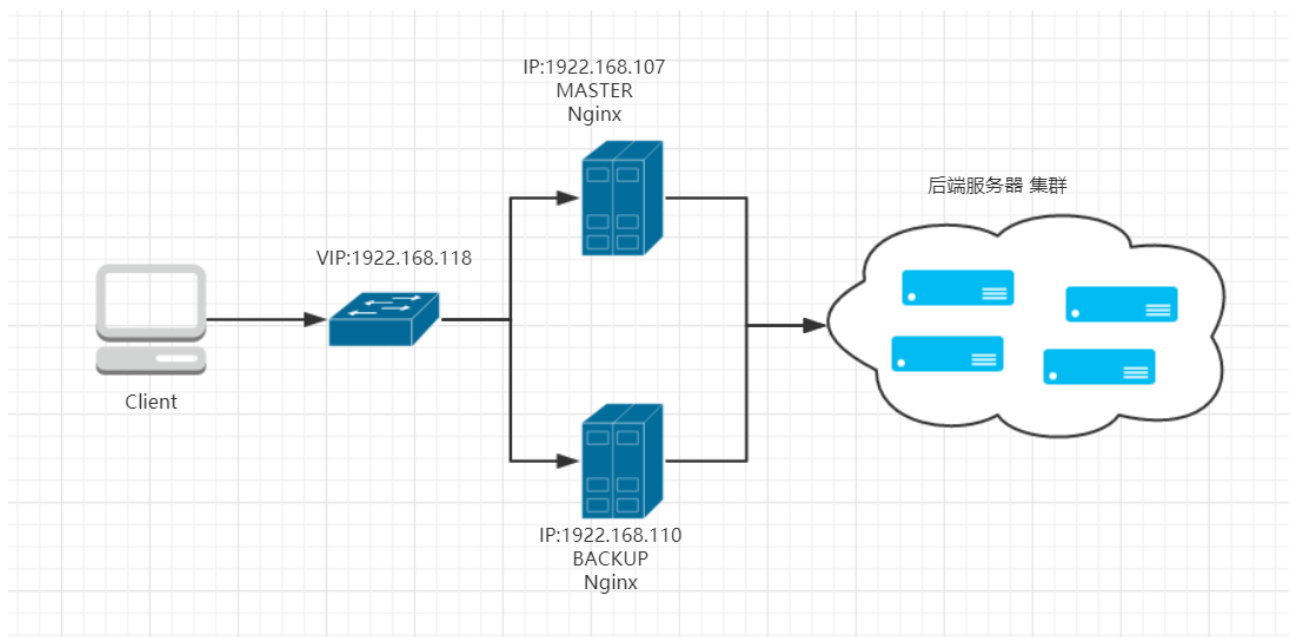 IP:1922.168.107
MASTER
Nginx
后端服务器 集群
VIP:1922.168.118
Client
IP:1922.168.110
BACKUP
Nginx